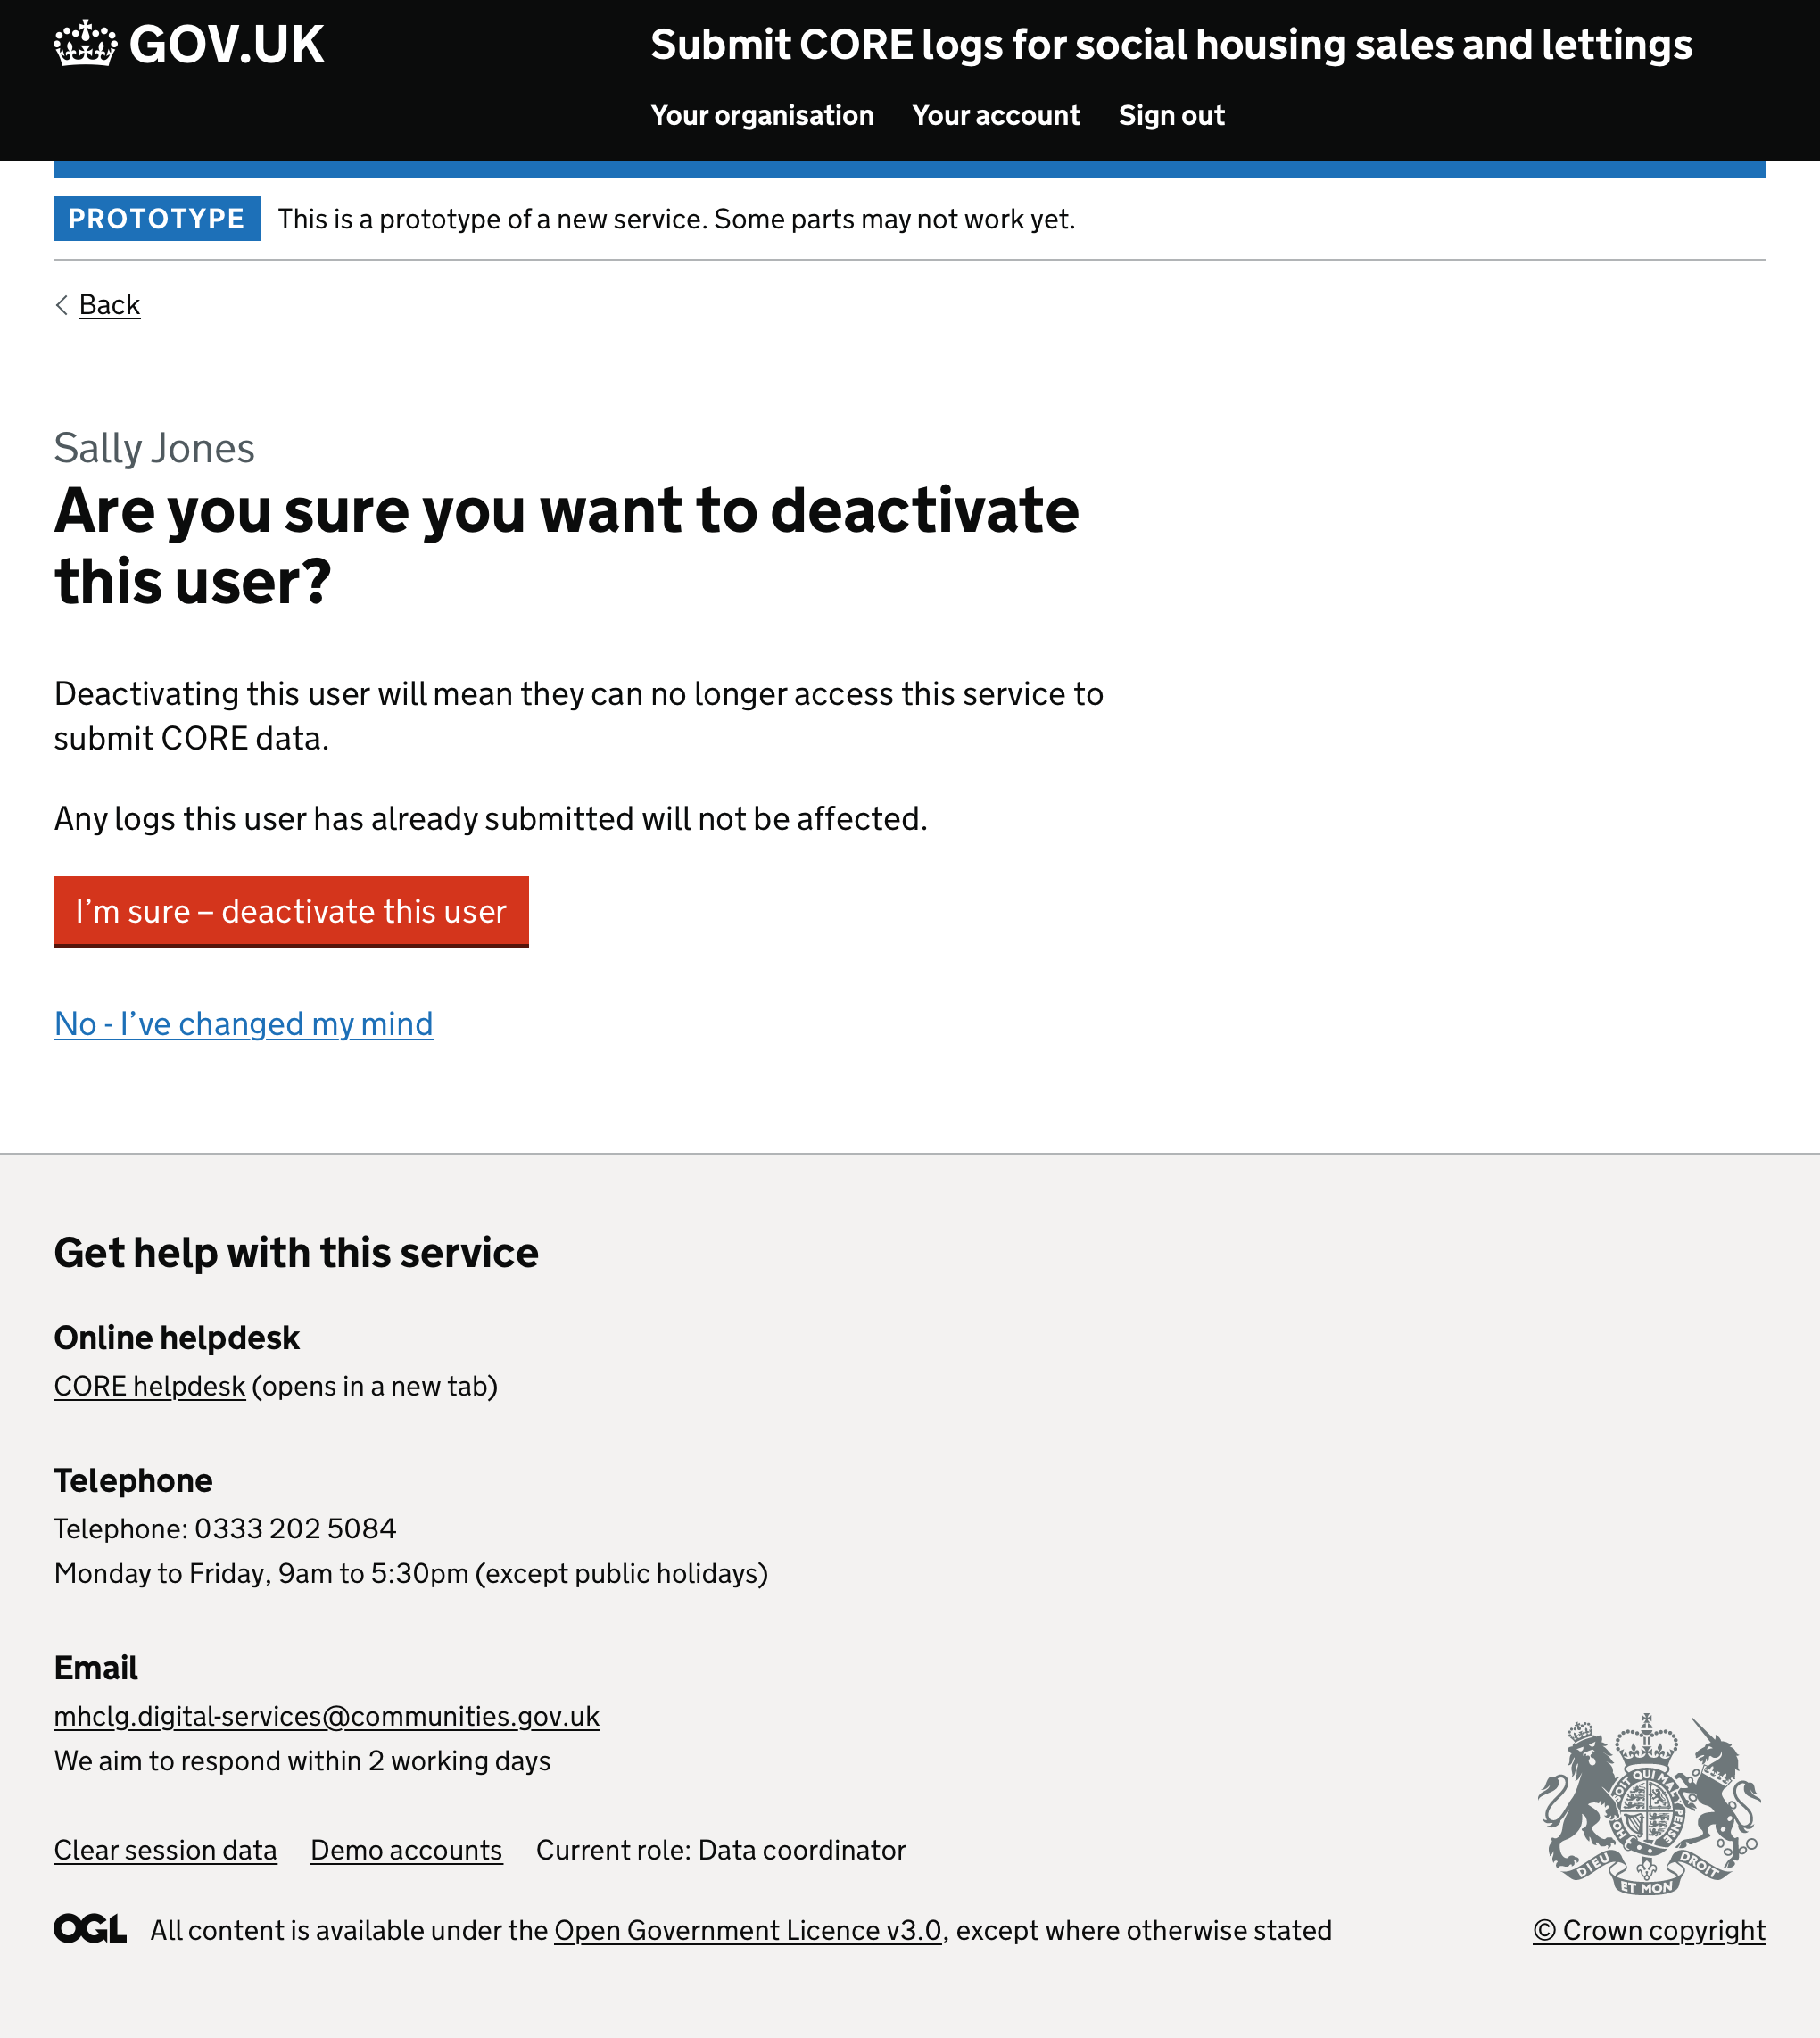 GOV.UK
Submit CORE logs for social housing sales and lettings
Your organisation Your account Sign out
PROTOTYPE This is a prototype of a new service. Some parts may not work yet.
Back
Sally Jones
Are you sure you want to deactivate
this user?
Deactivating this user will mean they can no longer access this service to
submit CORE data.
Any logs this user has already submitted will not be affected.
I’m sure – deactivate this user
No - I’ve changed my mind
Get help with this service
Online helpdesk
CORE helpdesk (opens in a new tab)
Telephone
Telephone: 0333 202 5084
Monday to Friday, 9am to 5:30pm (except public holidays)
Email
mhclg.digital-services@communities.gov.uk
We aim to respond within 2 working days
Clear session data Demo accounts Current role: Data coordinator
OGL All content is available under the Open Government Licence v3.0, except where otherwise stated
DIEU ET MON DROIT
© Crown copyright